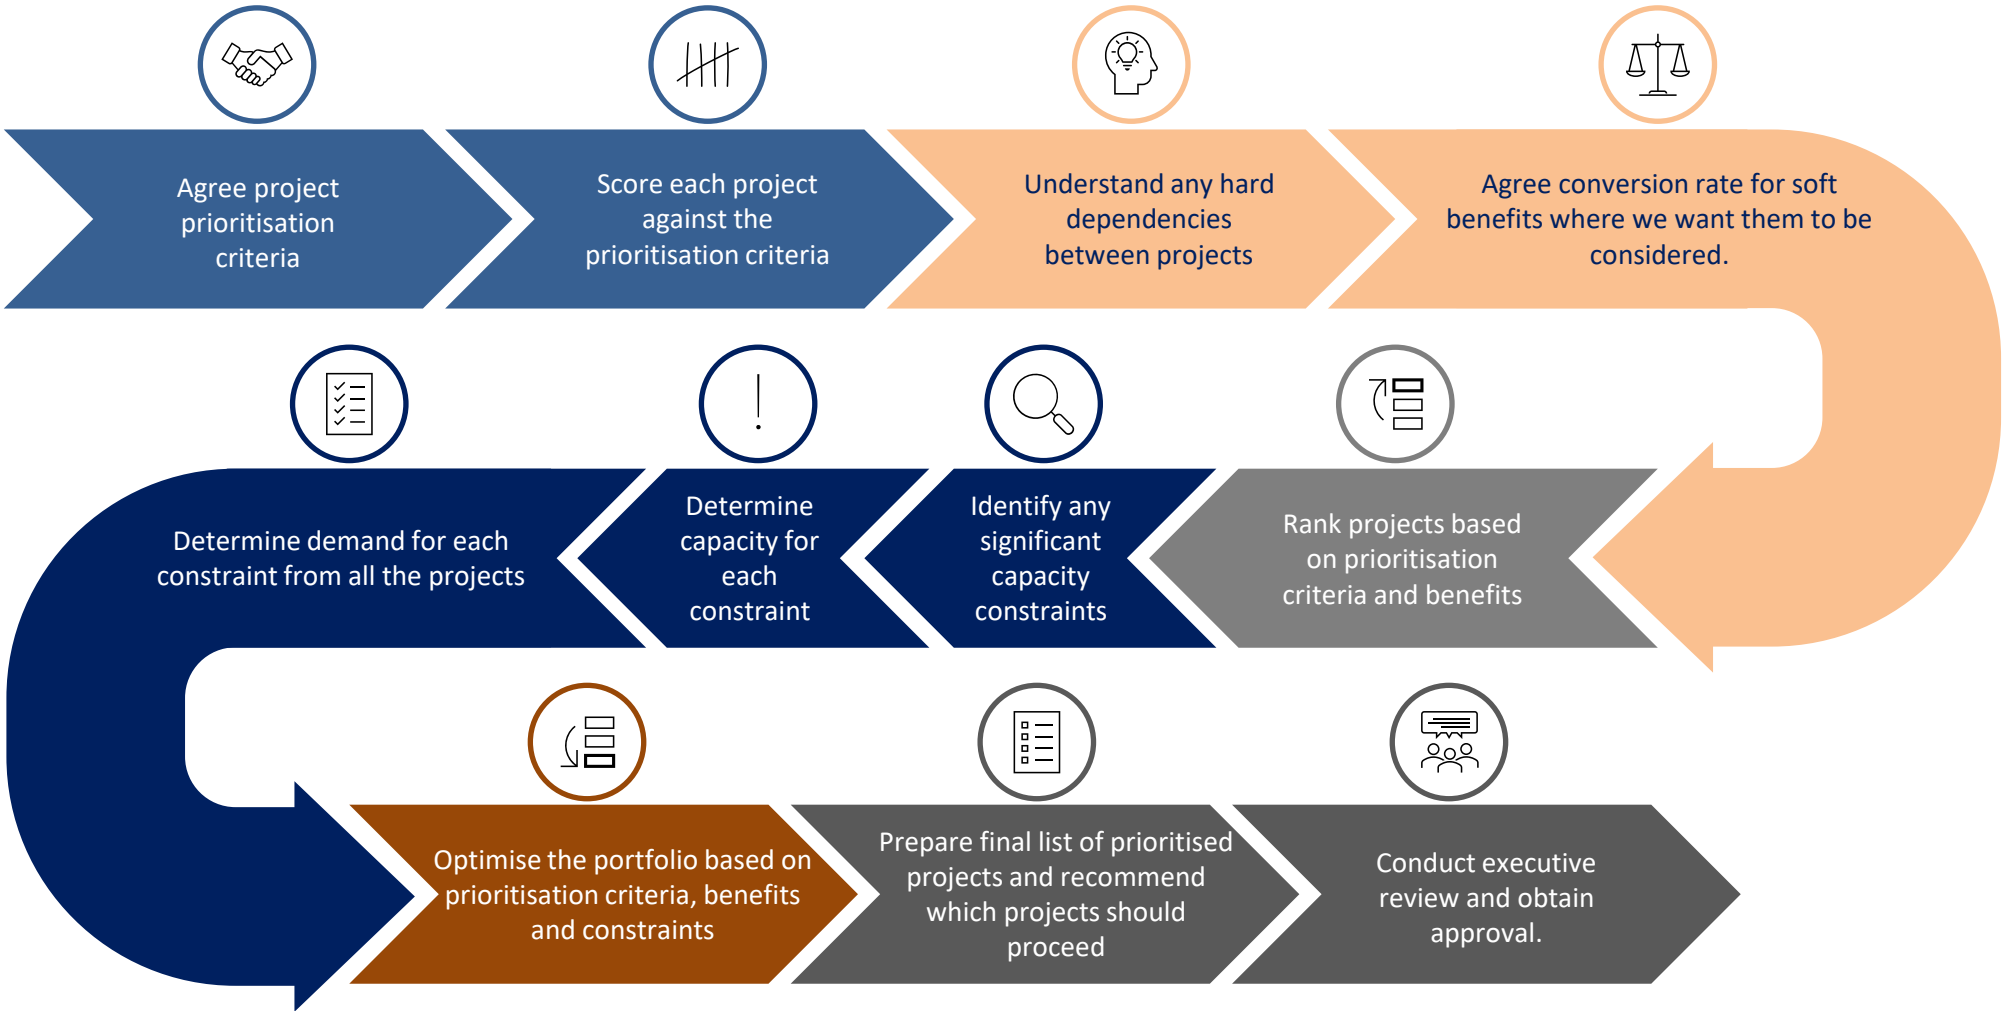 Agree project
prioritisation
criteria
Score each project
against the
prioritisation criteria
Understand any hard
dependencies
between projects
Agree conversion rate for soft
benefits where we want them to be
considered.
Rank projects based
on prioritisation
criteria and benefits
Identify any
significant
capacity
constraints
Determine
capacity for
each
constraint
Determine demand for each
constraint from all the projects
Optimise the portfolio based on
prioritisation criteria, benefits
and constraints
Prepare final list of prioritised
projects and recommend
which projects should
proceed
Conduct executive
review and obtain
approval.